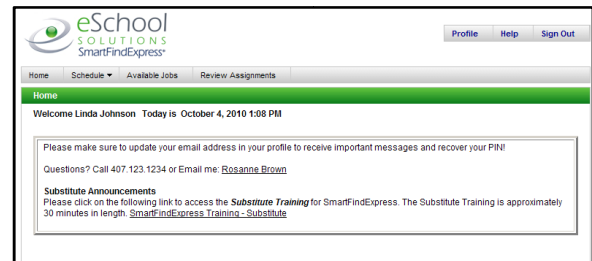 eSchool
SOLUTIONS
SmartFindExpress
Profile Help Sign Out
Home Schedule Available Jobs Review Assignments
Home
Welcome Linda Johnson Today is October 4, 2010 1:08 PM
Please make sure to update your email address in your profile to receive important messages and recover your PIN!
Questions? Call 407.123.1234 or Email me: Rosanne Brown
Substitute Announcements
Please click on the following link to access the Substitute Training for SmartFindExpress. The Substitute Training is approximately
30 minutes in length. SmartFindExpress Training - Substitute